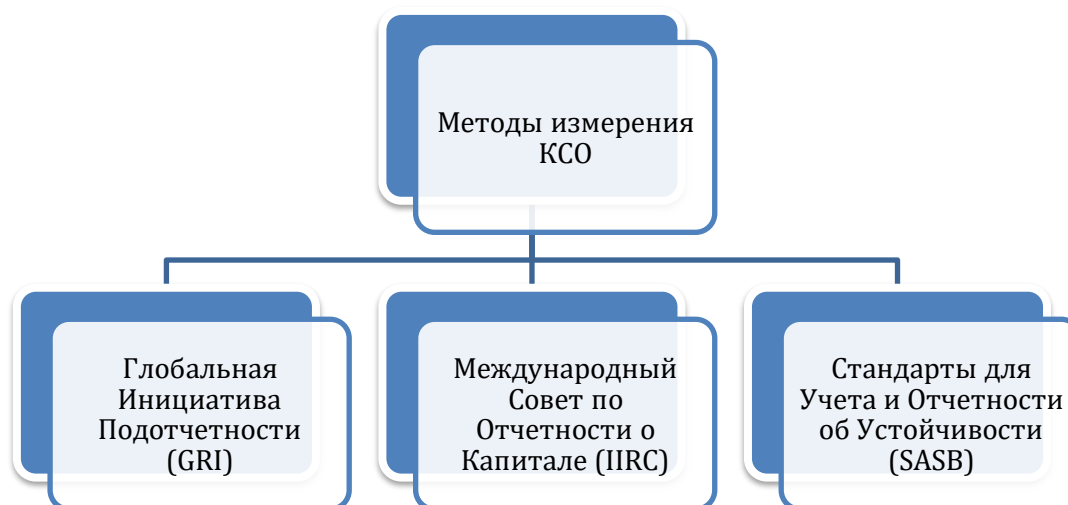 Методы измерения
КСО
Глобальная
Инициатива
Подотчетности
(GRI)
Международный
Совет по
Отчетности о
Капитале (IIRC)
Стандарты для
Учета и Отчетности
об Устойчивости
(SASB)